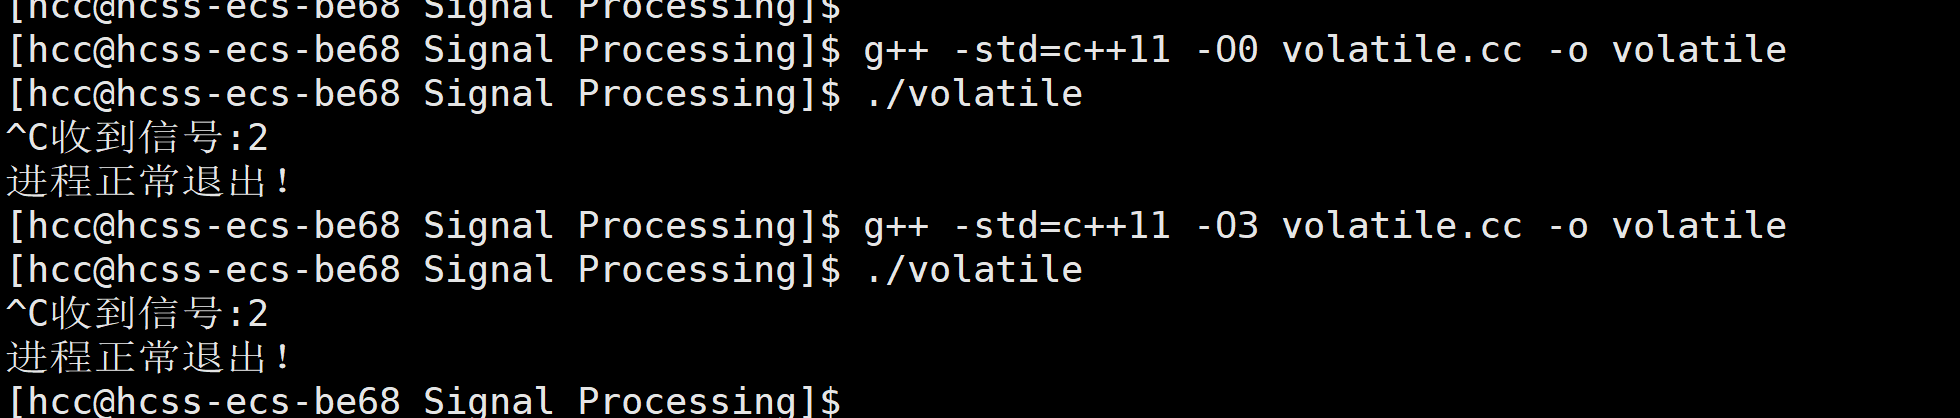 [hcc@hcss-ecs-be68 Signal Processing]$
[hcc@hcss-ecs-be68 Signal Processing]$ g++ -std=c++11 -O0 volatile.cc -o volatile
[hcc@hcss-ecs-be68 Signal Processing]$ ./volatile
^C收到信号:2
进程正常退出!
[hcc@hcss-ecs-be68 Signal Processing]$ g++ -std=c++11 -O3 volatile.cc -o volatile
[hcc@hcss-ecs-be68 Signal Processing]$ ./volatile
^C收到信号:2
进程正常退出!
[hcc@hcss-ecs-be68 Signal Processing]$